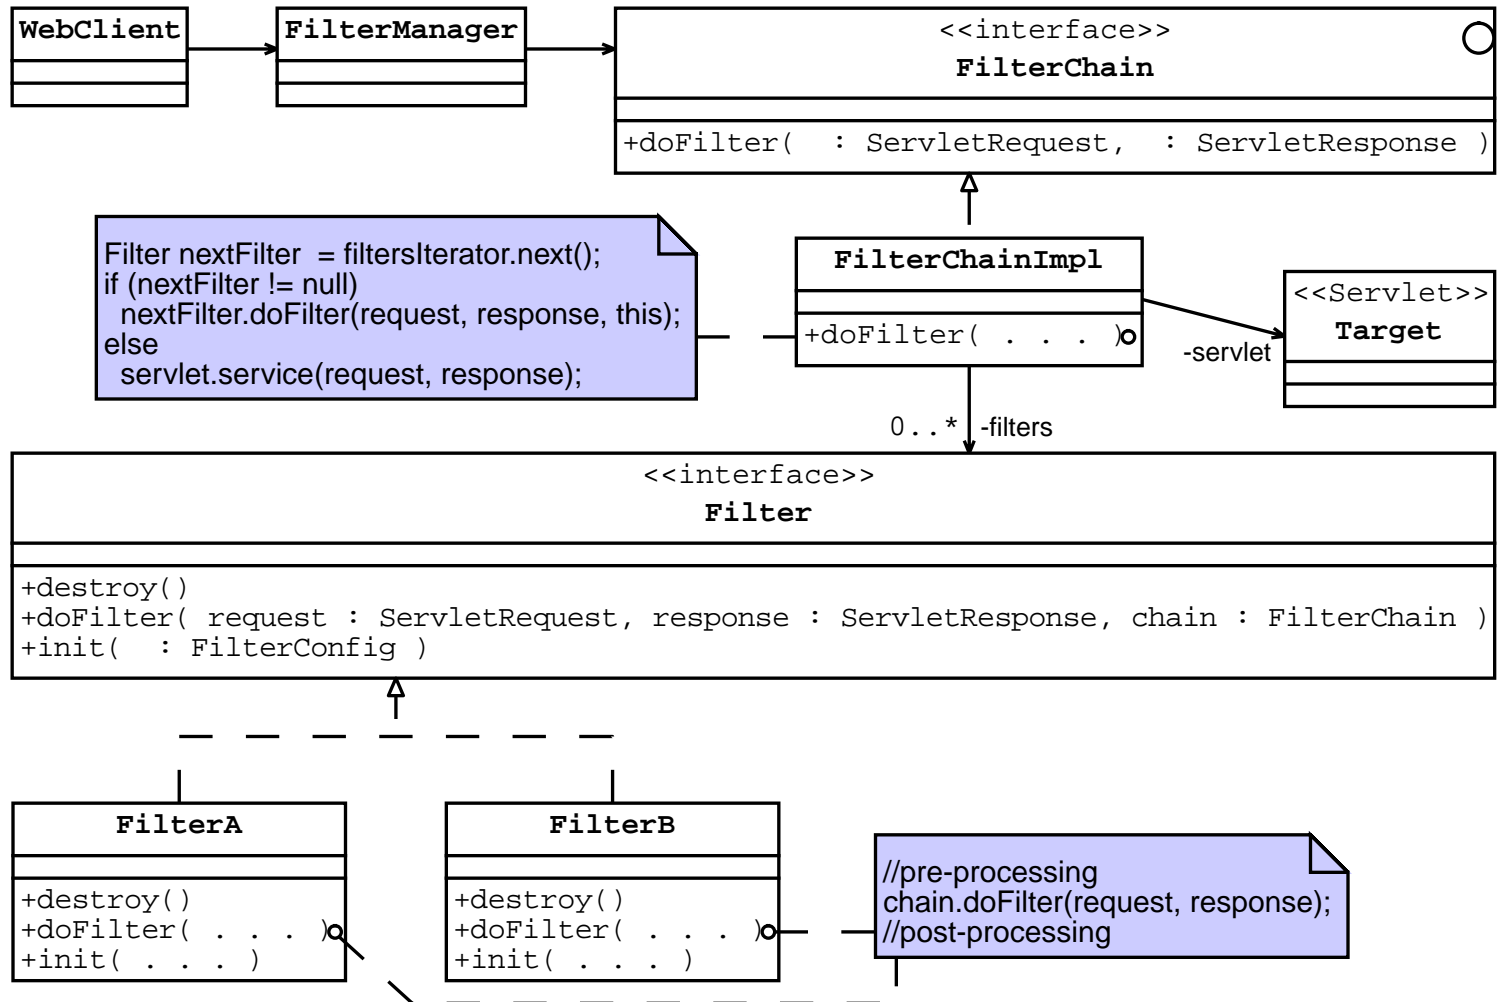 WebClient
FilterManager
<<interface>>
FilterChain
+doFilter(  : ServletRequest,  : ServletResponse )
Filter nextFilter  = filtersIterator.next();
if (nextFilter != null)
  nextFilter.doFilter(request, response, this);
else
  servlet.service(request, response);
FilterChainImpl
+doFilter( . . . )
-servlet
<<Servlet>>
Target
0..*
-filters
<<interface>>
Filter
+destroy()
+doFilter( request : ServletRequest, response : ServletResponse, chain : FilterChain )
+init(  : FilterConfig )
FilterA
+destroy()
+doFilter( . . . )
+init( . . . )
FilterB
+destroy()
+doFilter( . . . )
+init( . . . )
//pre-processing
chain.doFilter(request, response);
//post-processing